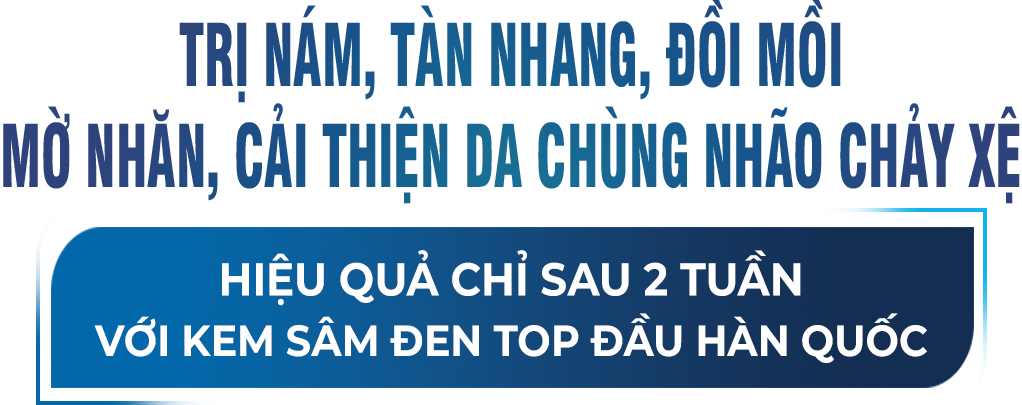 TRỊ NÁM, TÀN NHANG, ĐỒI MỒI
MỜ NHĂN, CẢI THIỆN DA CHÙNG NHÃO CHẢY XỆ
HIỆU QUẢ CHỈ SAU 2 TUẦN
VỚI KEM SÂM ĐEN TOP ĐẦU HÀN QUỐC